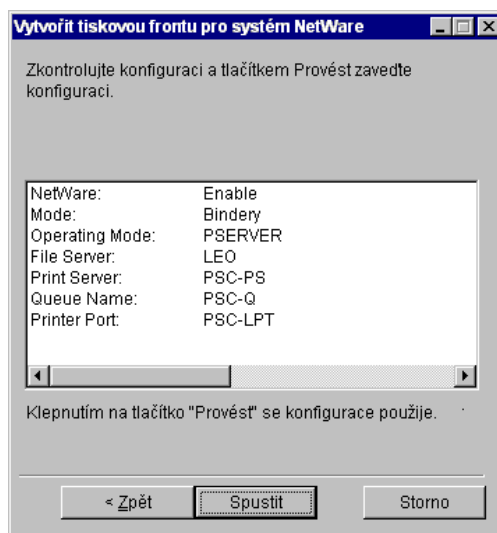 Vytvořit tiskovou frontu pro systém NetWare
Zkontrolujte konfiguraci a tlačítkem Provést zaveďte
konfiguraci.
NetWare: Enable
Mode: Bindery
Operating Mode: PSERVER
File Server: LEO
Print Server: PSC-PS
Queue Name: PSC-Q
Printer Port: PSC-LPT
Klepnutím na tlačítko "Provést" se konfigurace použije.
< Zpět Spustit Storno